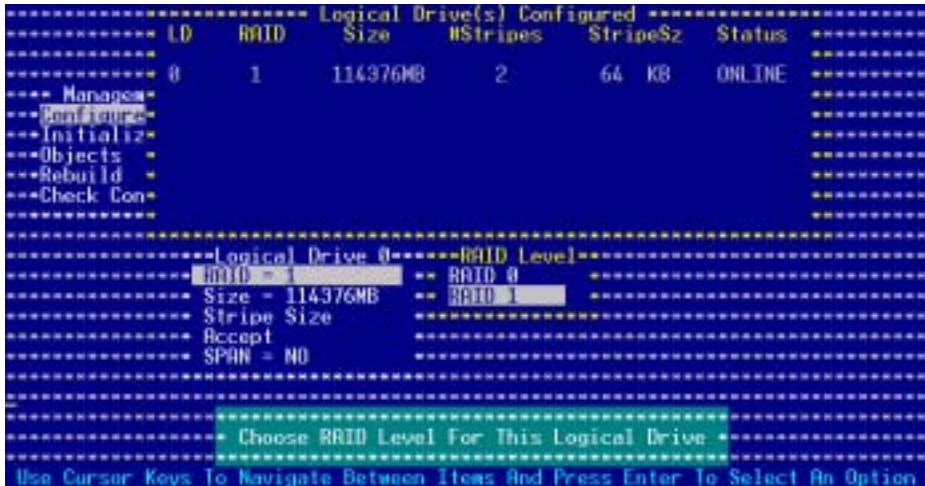 Logical Drive(s) Configured
LD RAID Size #Stripes StripeSz Status
0 1 114376MB 2 64 KB ONLINE
Managem
Configure
Initializ
Objects
Rebuild
Check Con
Logical Drive 0
RAID = 1
Size = 114376MB
Stripe Size
Accept
SPAN = NO
RAID Level
RAID 0
RAID 1
Choose RAID Level For This Logical Drive
Use Cursor Keys To Navigate Between Items And Press Enter To Select An Option